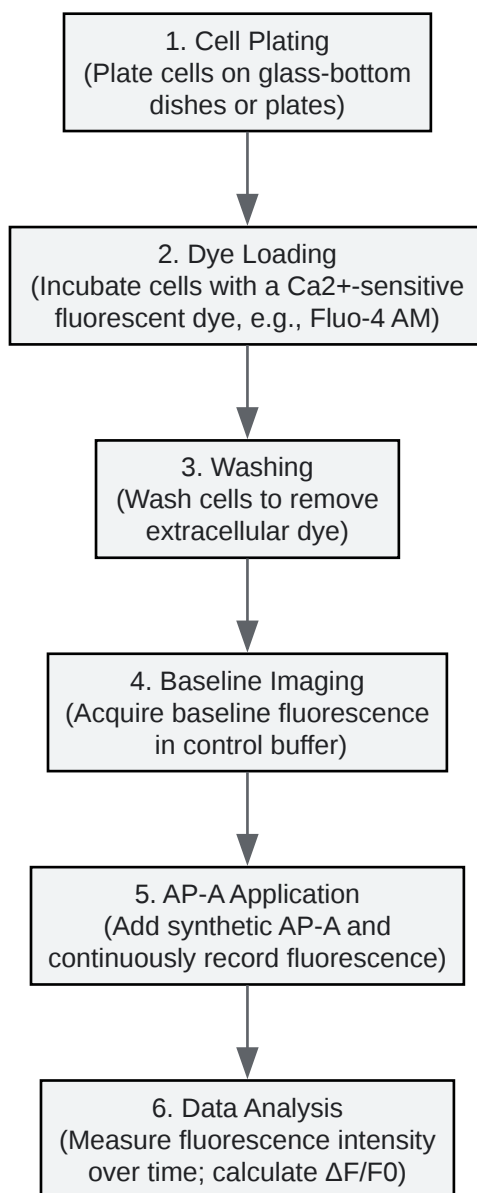 1. Cell Plating
(Plate cells on glass-bottom
dishes or plates)
2. Dye Loading
(Incubate cells with a Ca2+-sensitive
fluorescent dye, e.g., Fluo-4 AM)
3. Washing
(Wash cells to remove
extracellular dye)
4. Baseline Imaging
(Acquire baseline fluorescence
in control buffer)
5. AP-A Application
(Add synthetic AP-A and
continuously record fluorescence)
6. Data Analysis
(Measure fluorescence intensity
over time; calculate ΔF/F0)